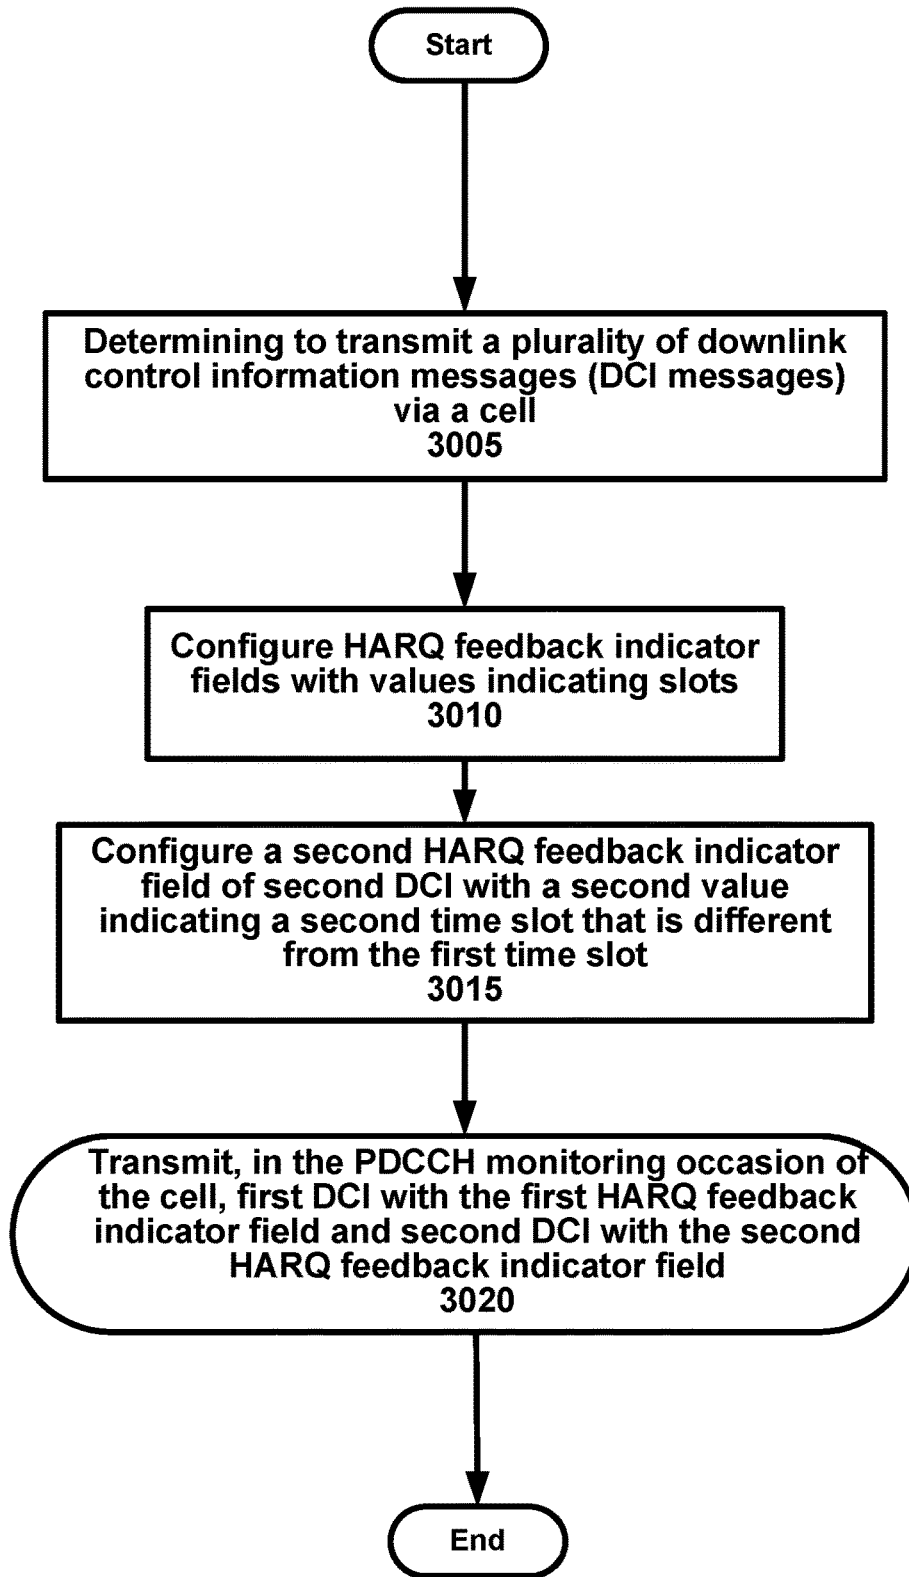 Start
Determining to transmit a plurality of downlink
control information messages (DCI messages)
via a cell
3005
Configure HARQ feedback indicator
fields with values indicating slots
3010
Configure a second HARQ feedback indicator
field of second DCI with a second value
indicating a second time slot that is different
from the first time slot
3015
Transmit, in the PDCCH monitoring occasion of
the cell, first DCI with the first HARQ feedback
indicator field and second DCI with the second
HARQ feedback indicator field
3020
End